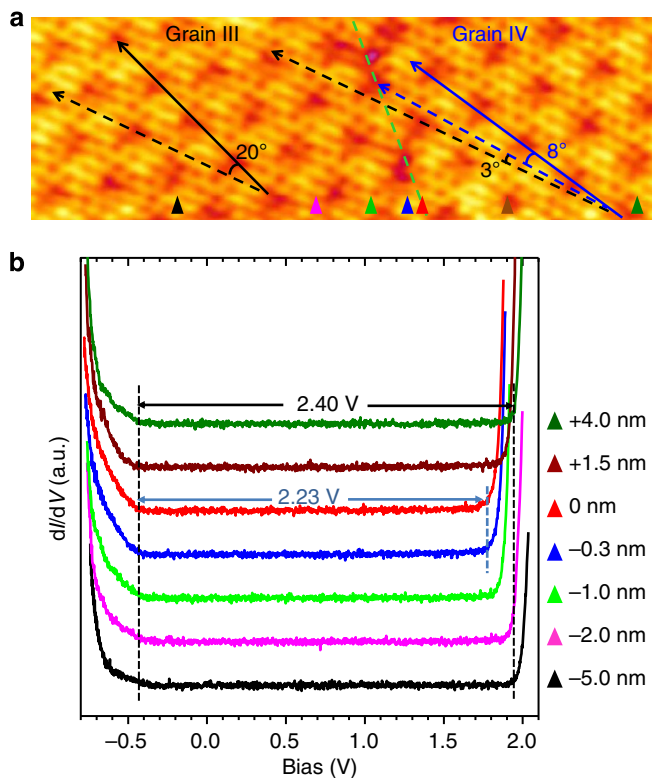 a
Grain III
Grain IV
20°
3°
8°
b
2.40 V
2.23 V
dI/dV (a.u.)
−0.5
0.0
0.5
1.0
1.5
2.0
Bias (V)
+4.0 nm
+1.5 nm
0 nm
−0.3 nm
−1.0 nm
−2.0 nm
−5.0 nm